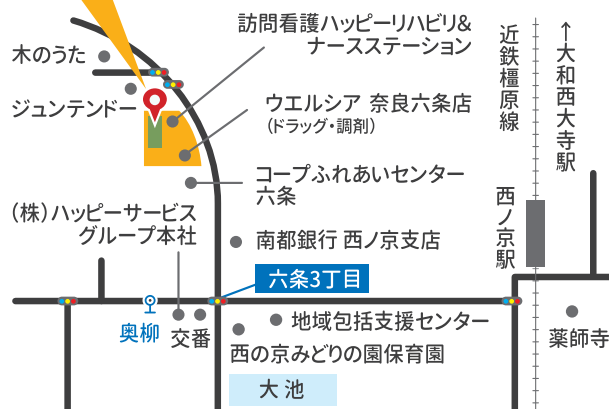 訪問看護ハッピーリハビリ&
ナースステーション
木のうた
ジュンテンドー
ウエルシア 奈良六条店
(ドラッグ・調剤)
コープふれあいセンター
六条
(株)ハッピーサービス
グループ本社
南都銀行 西ノ京支店
六条3丁目
奥柳
交番
地域包括支援センター
西の京みどりの園保育園
大 池
近鉄橿原線
←大和西大寺駅
西ノ京駅
薬師寺